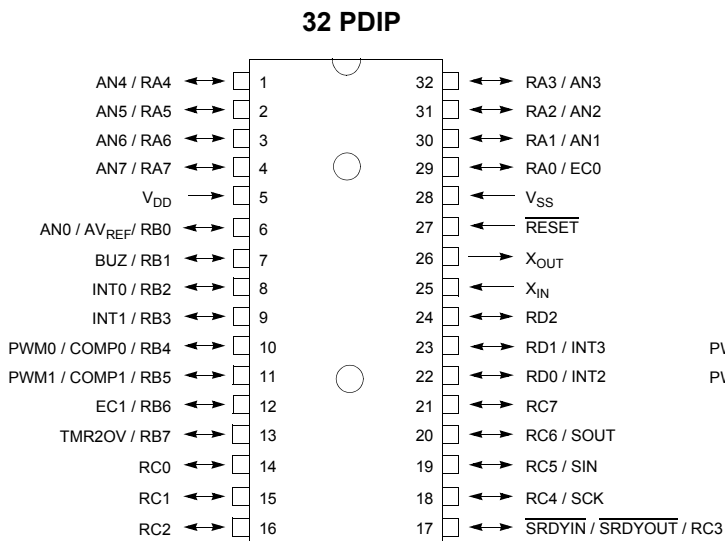 32 PDIP
AN4 / RA4 1 32 RA3 / AN3
AN5 / RA5 2 31 RA2 / AN2
AN6 / RA6 3 30 RA1 / AN1
AN7 / RA7 4 29 RA0 / EC0
VDD 5 28 VSS
AN0 / AVREF/ RB0 6 27 RESET
BUZ / RB1 7 26 XOUT
INT0 / RB2 8 25 XIN
INT1 / RB3 9 24 RD2
PWM0 / COMP0 / RB4 10 23 RD1 / INT3 PW
PWM1 / COMP1 / RB5 11 22 RD0 / INT2 PW
EC1 / RB6 12 21 RC7
TMR2OV / RB7 13 20 RC6 / SOUT
RC0 14 19 RC5 / SIN
RC1 15 18 RC4 / SCK
RC2 16 17 SRDYIN / SRDYOUT / RC3